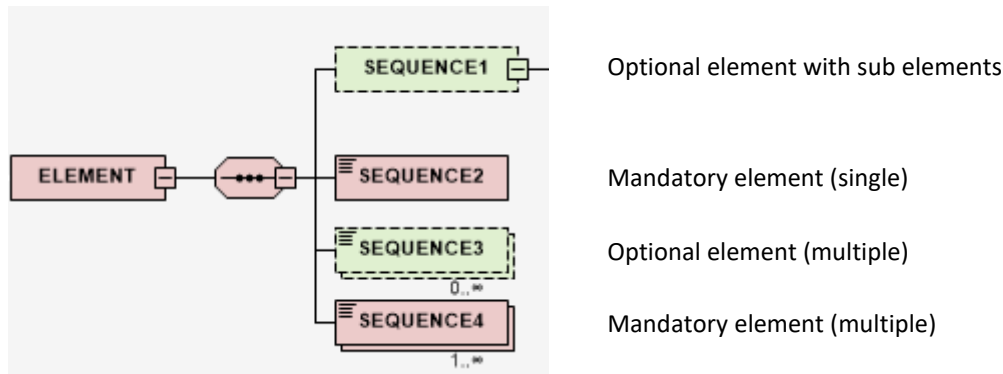 SEQUENCE1
Optional element with sub elements
ELEMENT
SEQUENCE2
Mandatory element (single)
SEQUENCE3
0..∞
Optional element (multiple)
SEQUENCE4
1..∞
Mandatory element (multiple)